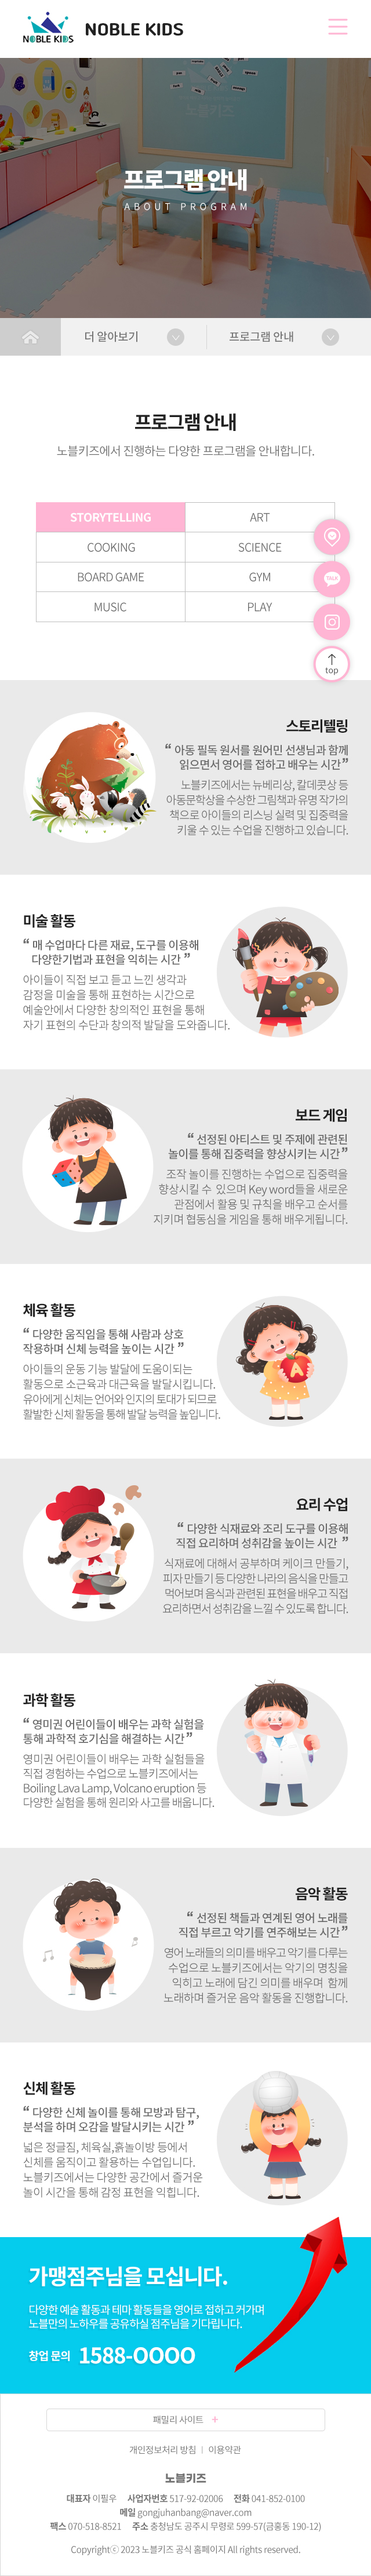 NOBLE KIDS NOBLE KIDS
노블키즈
프로그램 안내
ABOUT PROGRAM
더 알아보기 프로그램 안내
프로그램 안내
노블키즈에서 진행하는 다양한 프로그램을 안내합니다.
STORYTELLING ART
COOKING SCIENCE
BOARD GAME GYM
MUSIC PLAY
TALK
top
스토리텔링
“ 아동 필독 원서를 원어민 선생님과 함께
읽으면서 영어를 접하고 배우는 시간 ”
노블키즈에서는 뉴베리상, 칼데콧상 등
아동문학상을 수상한 그림책과 유명 작가의
책으로 아이들의 리스닝 실력 및 집중력을
키울 수 있는 수업을 진행하고 있습니다.
미술 활동
“ 매 수업마다 다른 재료, 도구를 이용해
다양한기법과 표현을 익히는 시간 ”
아이들이 직접 보고 듣고 느낀 생각과
감정을 미술을 통해 표현하는 시간으로
예술안에서 다양한 창의적인 표현을 통해
자기 표현의 수단과 창의적 발달을 도와줍니다.
보드 게임
“ 선정된 아티스트 및 주제에 관련된
놀이를 통해 집중력을 향상시키는 시간 ”
조작 놀이를 진행하는 수업으로 집중력을
향상시킬 수 있으며 Key word들을 새로운
관점에서 활용 및 규칙을 배우고 순서를
지키며 협동심을 게임을 통해 배우게됩니다.
체육 활동
“ 다양한 움직임을 통해 사람과 상호
작용하며 신체 능력을 높이는 시간 ”
아이들의 운동 기능 발달에 도움이되는
활동으로 소근육과 대근육을 발달시킵니다.
유아에게 신체는 언어와 인지의 토대가 되므로
활발한 신체 활동을 통해 발달 능력을 높입니다.
A
요리 수업
“ 다양한 식재료와 조리 도구를 이용해
직접 요리하며 성취감을 높이는 시간 ”
식재료에 대해서 공부하며 케이크 만들기,
피자 만들기 등 다양한 나라의 음식을 만들고
먹어보며 음식과 관련된 표현을 배우고 직접
요리하면서 성취감을 느낄 수 있도록 합니다.
과학 활동
“ 영미권 어린이들이 배우는 과학 실험을
통해 과학적 호기심을 해결하는 시간 ”
영미권 어린이들이 배우는 과학 실험들을
직접 경험하는 수업으로 노블키즈에서는
Boiling Lava Lamp, Volcano eruption 등
다양한 실험을 통해 원리와 사고를 배웁니다.
음악 활동
“ 선정된 책들과 연계된 영어 노래를
직접 부르고 악기를 연주해보는 시간 ”
영어 노래들의 의미를 배우고 악기를 다루는
수업으로 노블키즈에서는 악기의 명칭을
익히고 노래에 담긴 의미를 배우며 함께
노래하며 즐거운 음악 활동을 진행합니다.
신체 활동
“ 다양한 신체 놀이를 통해 모방과 탐구,
분석을 하며 오감을 발달시키는 시간 ”
넓은 정글짐, 체육실,흙놀이방 등에서
신체를 움직이고 활용하는 수업입니다.
노블키즈에서는 다양한 공간에서 즐거운
놀이 시간을 통해 감정 표현을 익힙니다.
가맹점주님을 모십니다.
다양한 예술 활동과 테마 활동들을 영어로 접하고 커가며
노블만의 노하우를 공유하실 점주님을 기다립니다.
창업 문의 1588-OOOO
패밀리 사이트 +
개인정보처리 방침 | 이용약관
노블키즈
대표자 이필우 사업자번호 517-92-02006 전화 041-852-0100
메일 gongjuhanbang@naver.com
팩스 070-518-8521 주소 충청남도 공주시 무령로 599-57(금흥동 190-12)
Copyrightⓒ 2023 노블키즈 공식 홈페이지 All rights reserved.